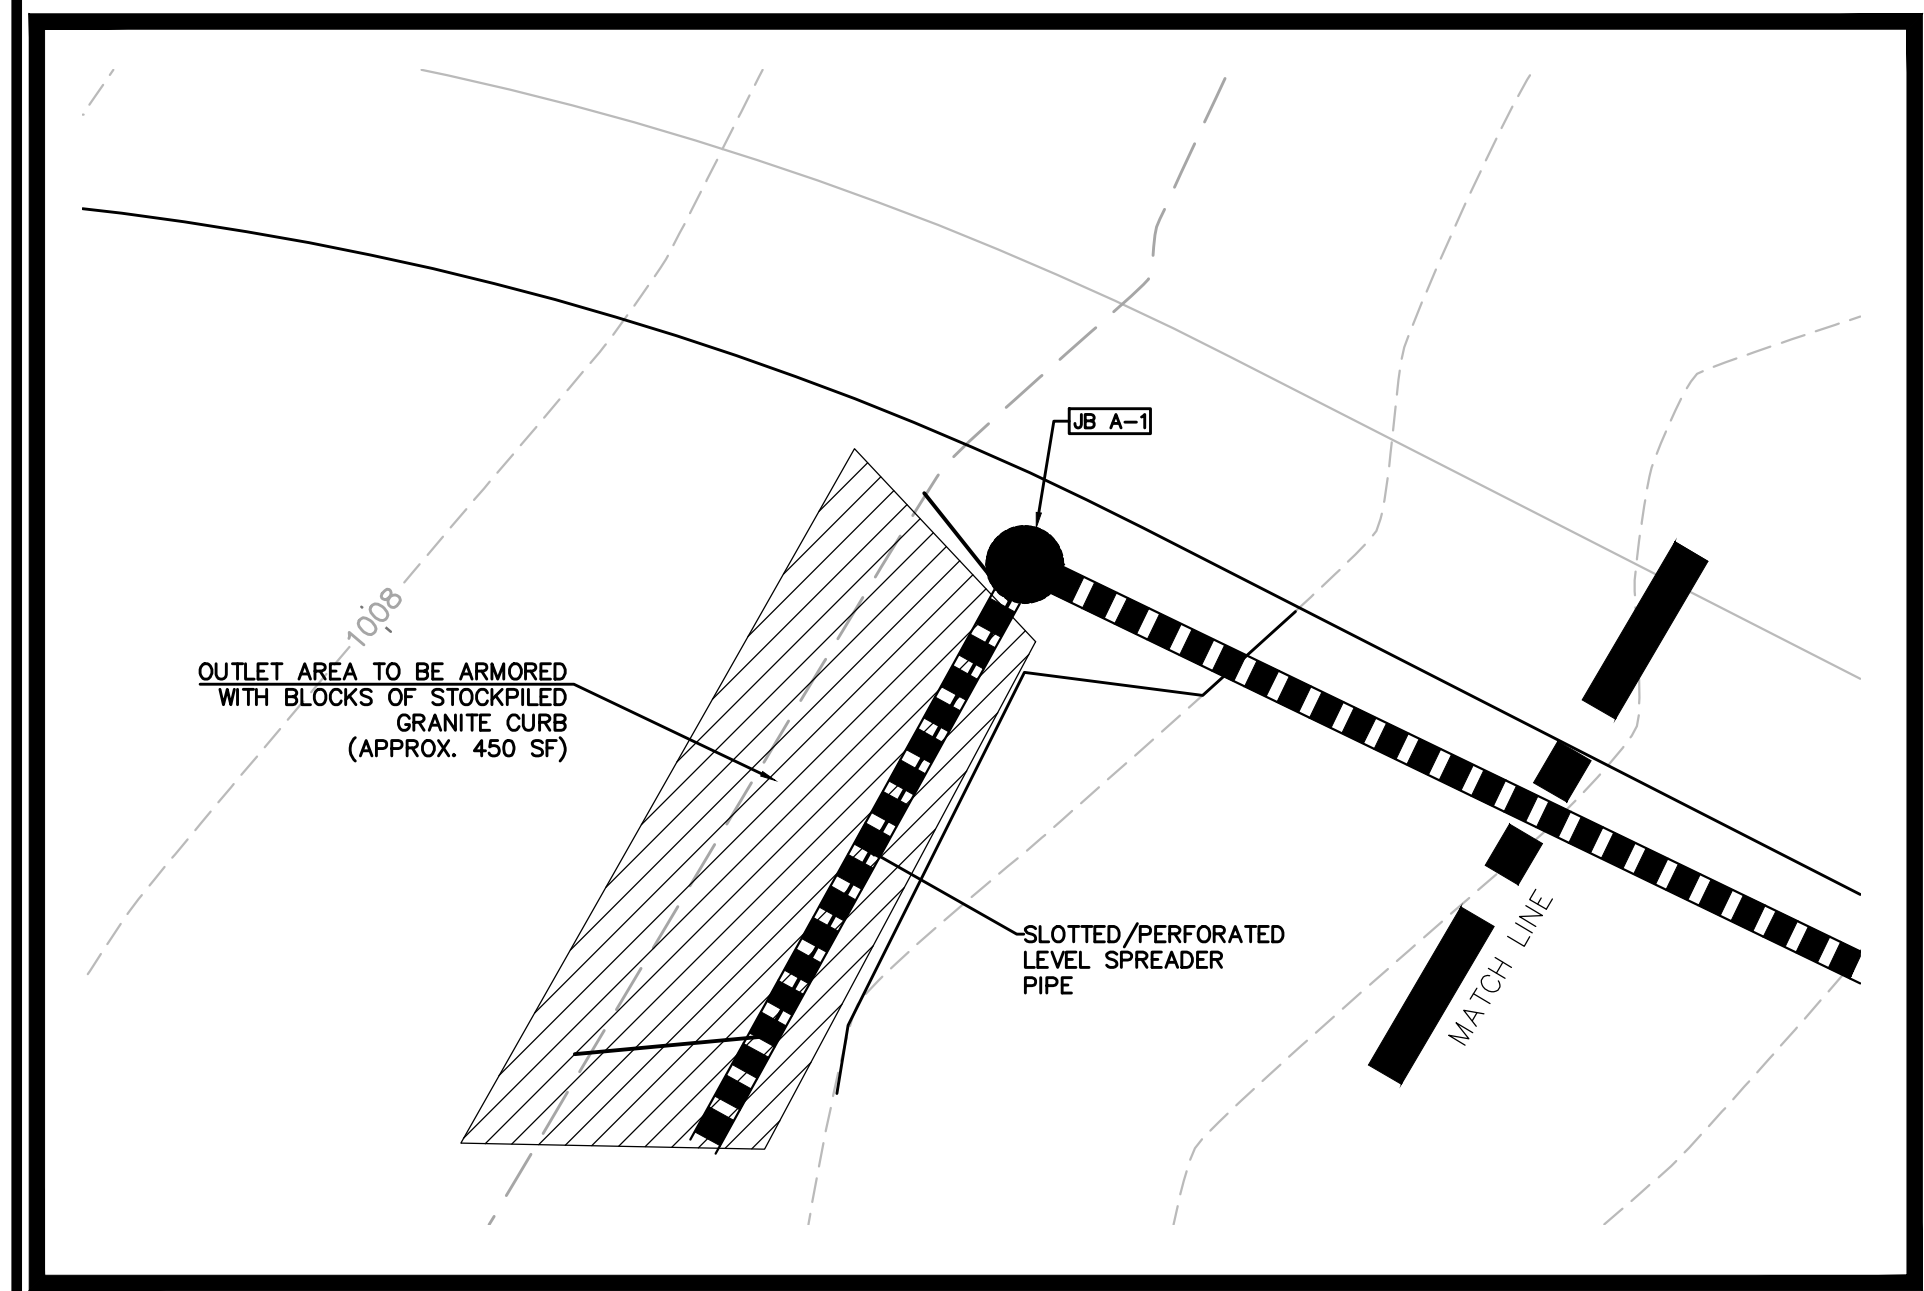 JB A-1
1008
OUTLET AREA TO BE ARMORED
WITH BLOCKS OF STOCKPILED
GRANITE CURB
(APPROX. 450 SF)
SLOTTED/PERFORATED
LEVEL SPREADER
PIPE
MATCH LINE